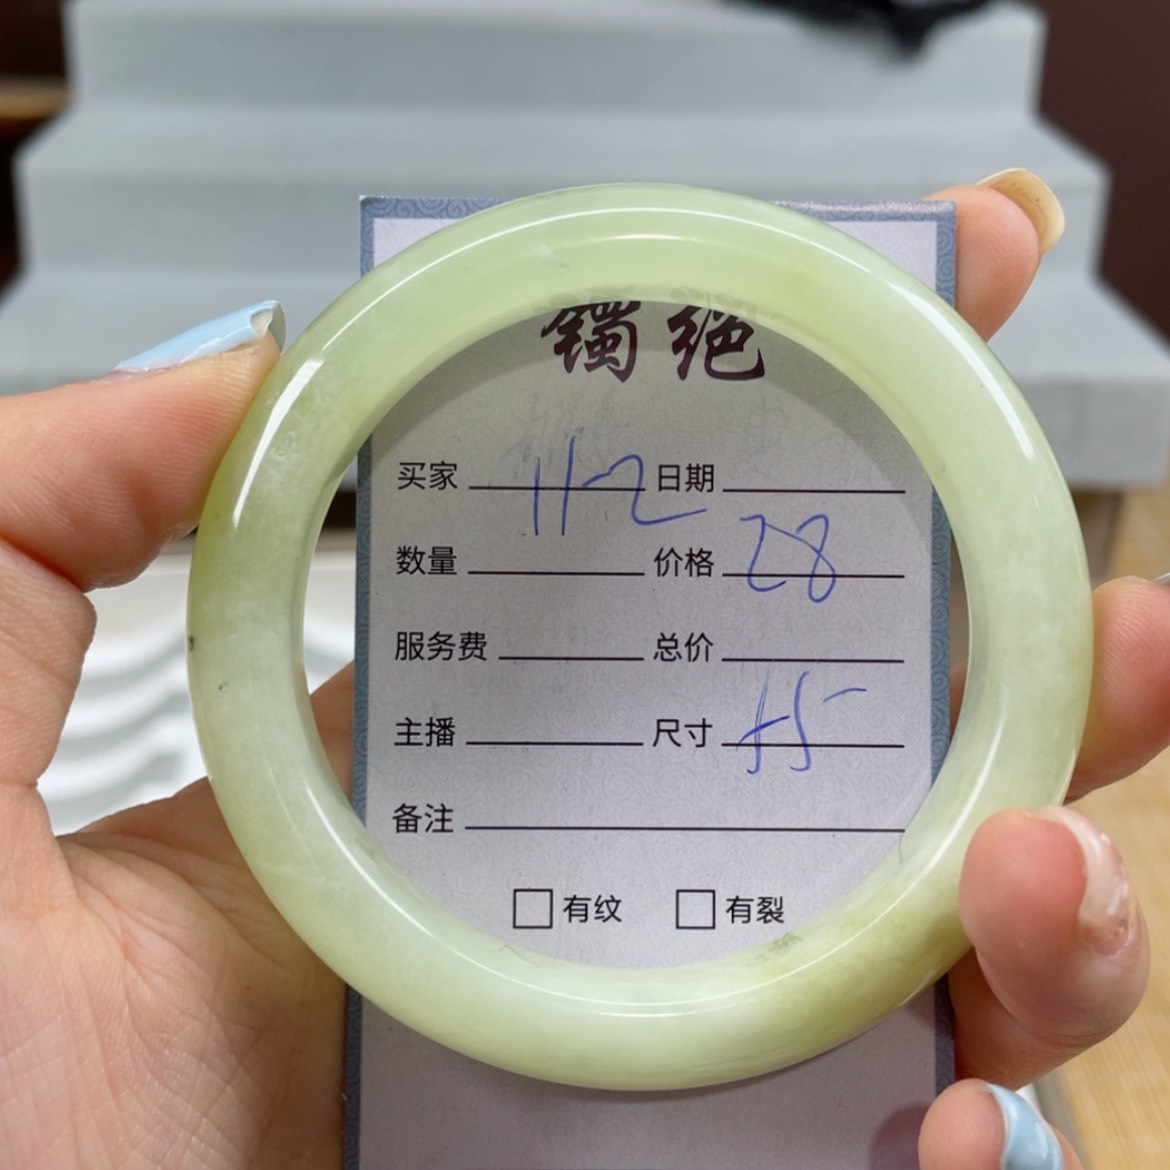 镯绝
买家 112 日期
数量 价格 28
服务费 总价
主播 尺寸 55
备注
□有纹 □有裂